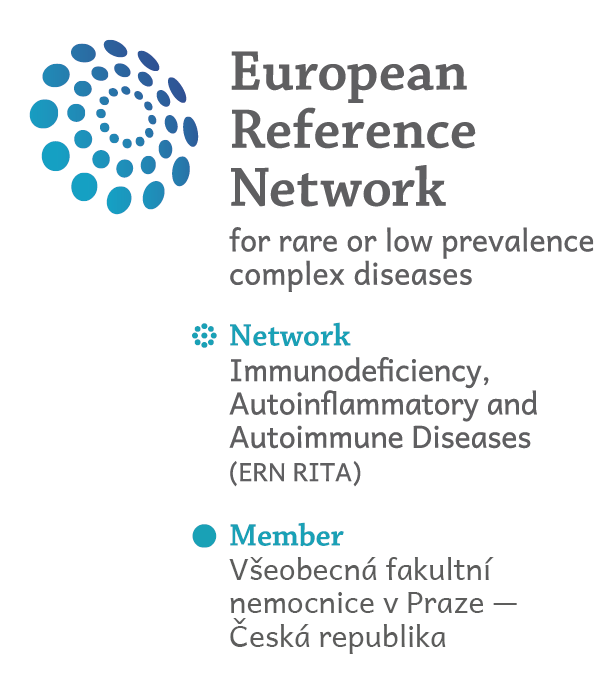 European
Reference
Network
for rare or low prevalence
complex diseases
Network
Immunodeficiency,
Autoinflammatory and
Autoimmune Diseases
(ERN RITA)
Member
Všeobecná fakultní
nemocnice v Praze —
Česká republika